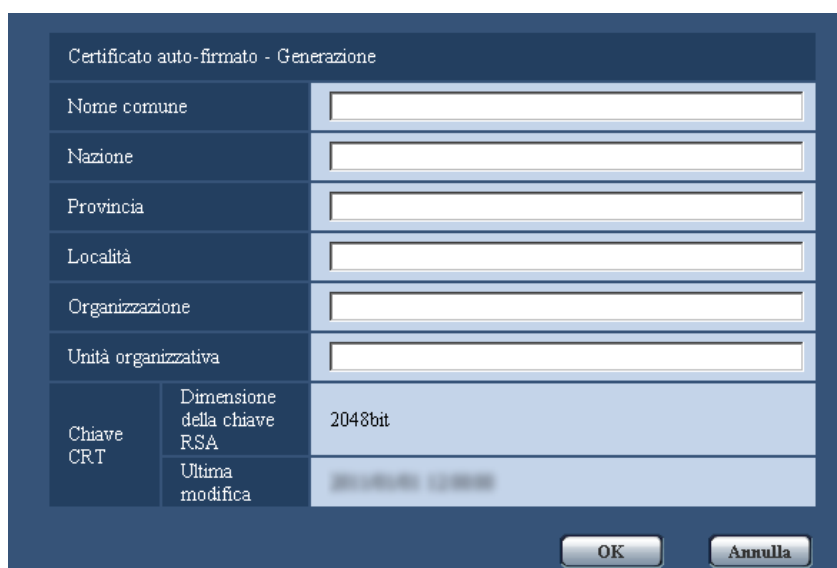 Certificato auto-firmato - Generazione
Nome comune
Nazione
Provincia
Località
Organizzazione
Unità organizzativa
Chiave
CRT
Dimensione
della chiave
RSA
2048bit
Ultima
modifica
OK
Annulla